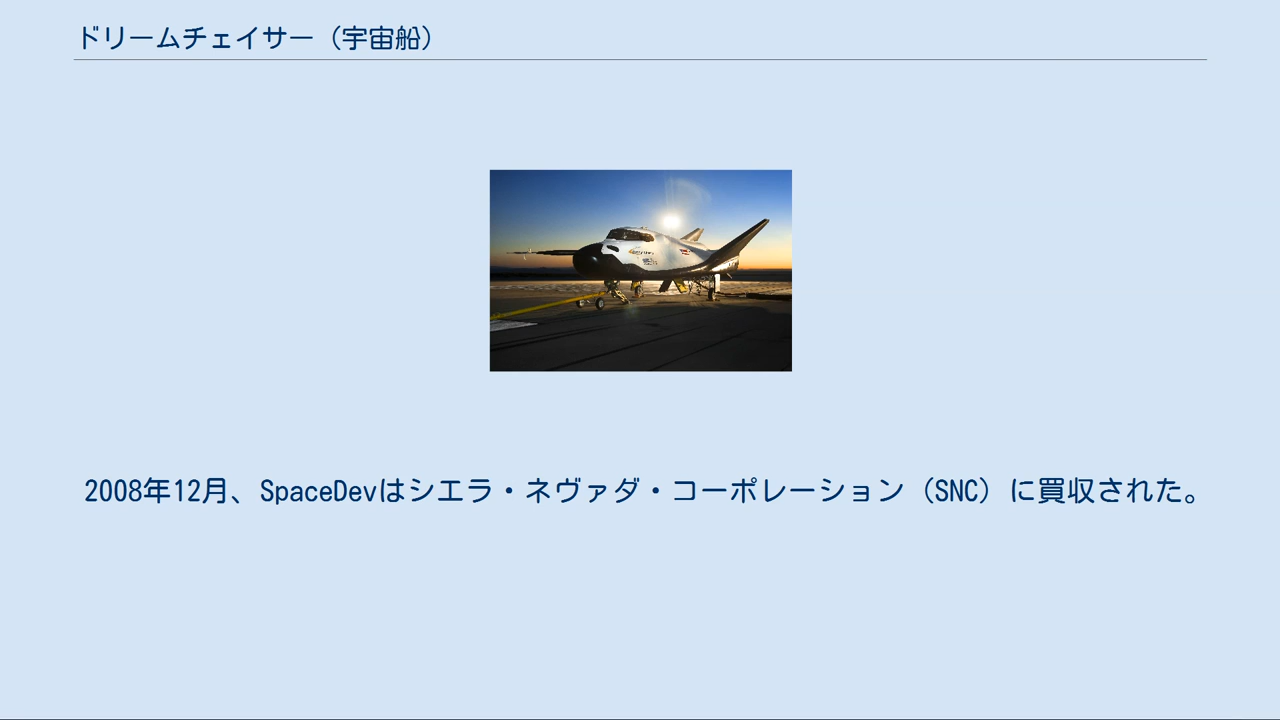 ドリームチェイサー（宇宙船）
2008年12月、SpaceDevはシエラ・ネヴァダ・コーポレーション（SNC）に買収された。